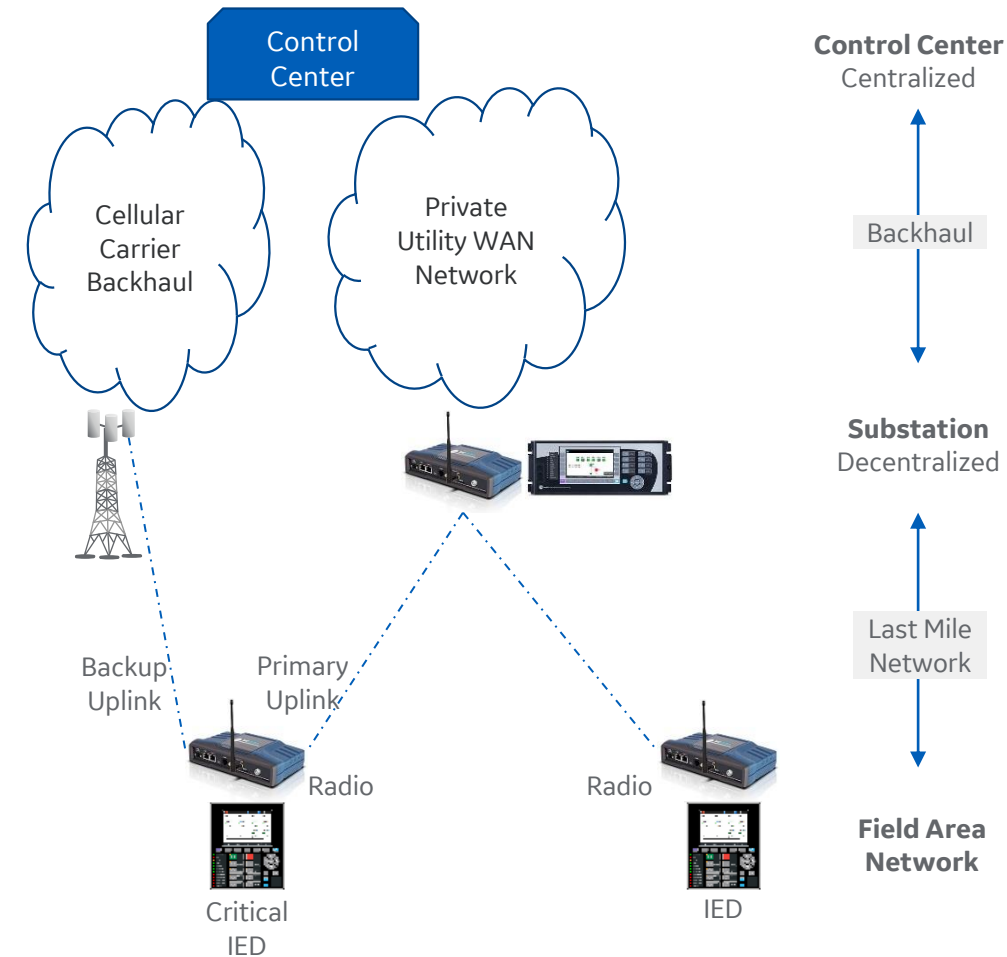 Control
Center
Control Center
Centralized
Cellular
Carrier
Backhaul
Private
Utility WAN
Network
Backhaul
Substation
Decentralized
Last Mile
Network
Backup
Uplink
Primary
Uplink
Radio
Radio
Field Area
Network
Critical
IED
IED